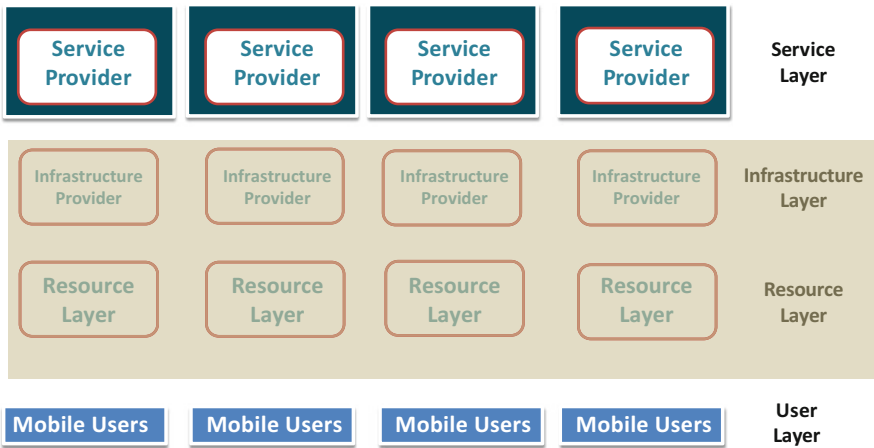 Service Service Service Service Service
Provider Provider Provider Provider Layer
Infrastructure Infrastructure Infrastructure Infrastructure Infrastructure
Provider Provider Provider Provider Layer
Resource Resource Resource Resource Resource
Layer Layer Layer Layer Layer
Mobile Users Mobile Users Mobile Users Mobile Users User
Layer